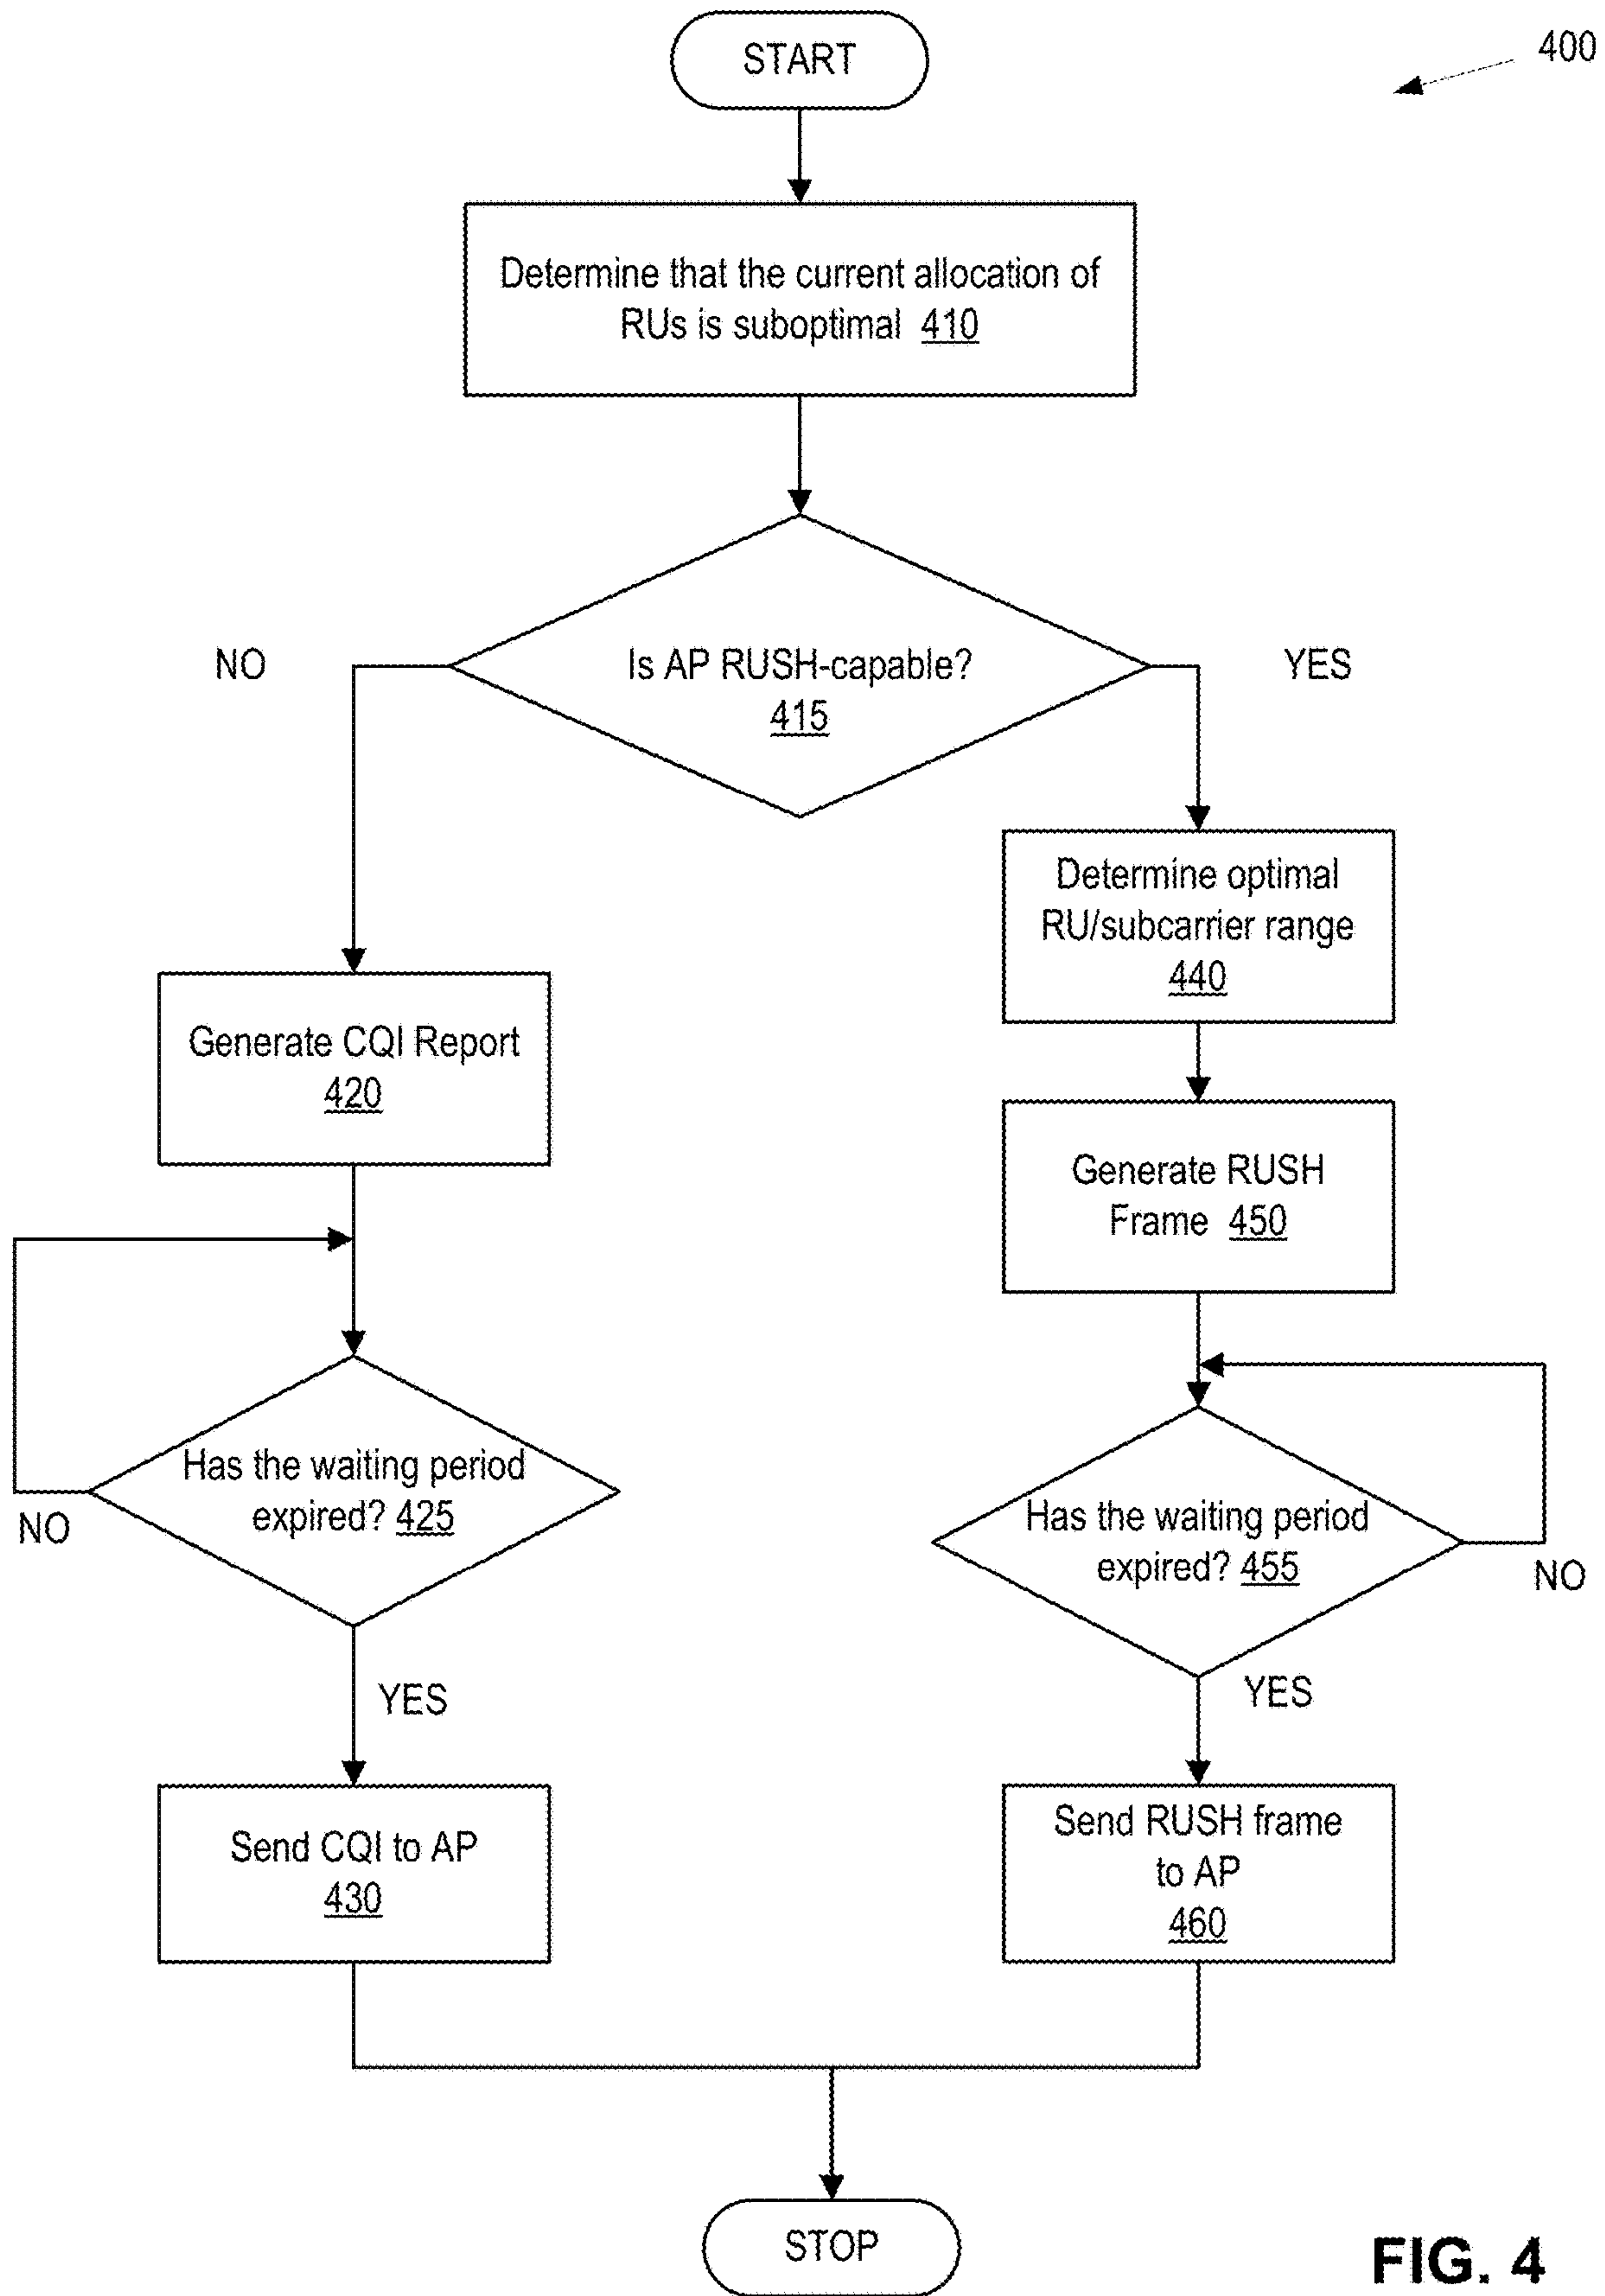 START
400
Determine that the current allocation of
RUs is suboptimal 410
NO
Is AP RUSH-capable?
415
YES
Determine optimal
RU/subcarrier range
440
Generate CQI Report
420
Generate RUSH
Frame 450
Has the waiting period
expired? 425
NO
Has the waiting period
expired? 455
NO
YES
YES
Send CQI to AP
430
Send RUSH frame
to AP
460
STOP
FIG. 4